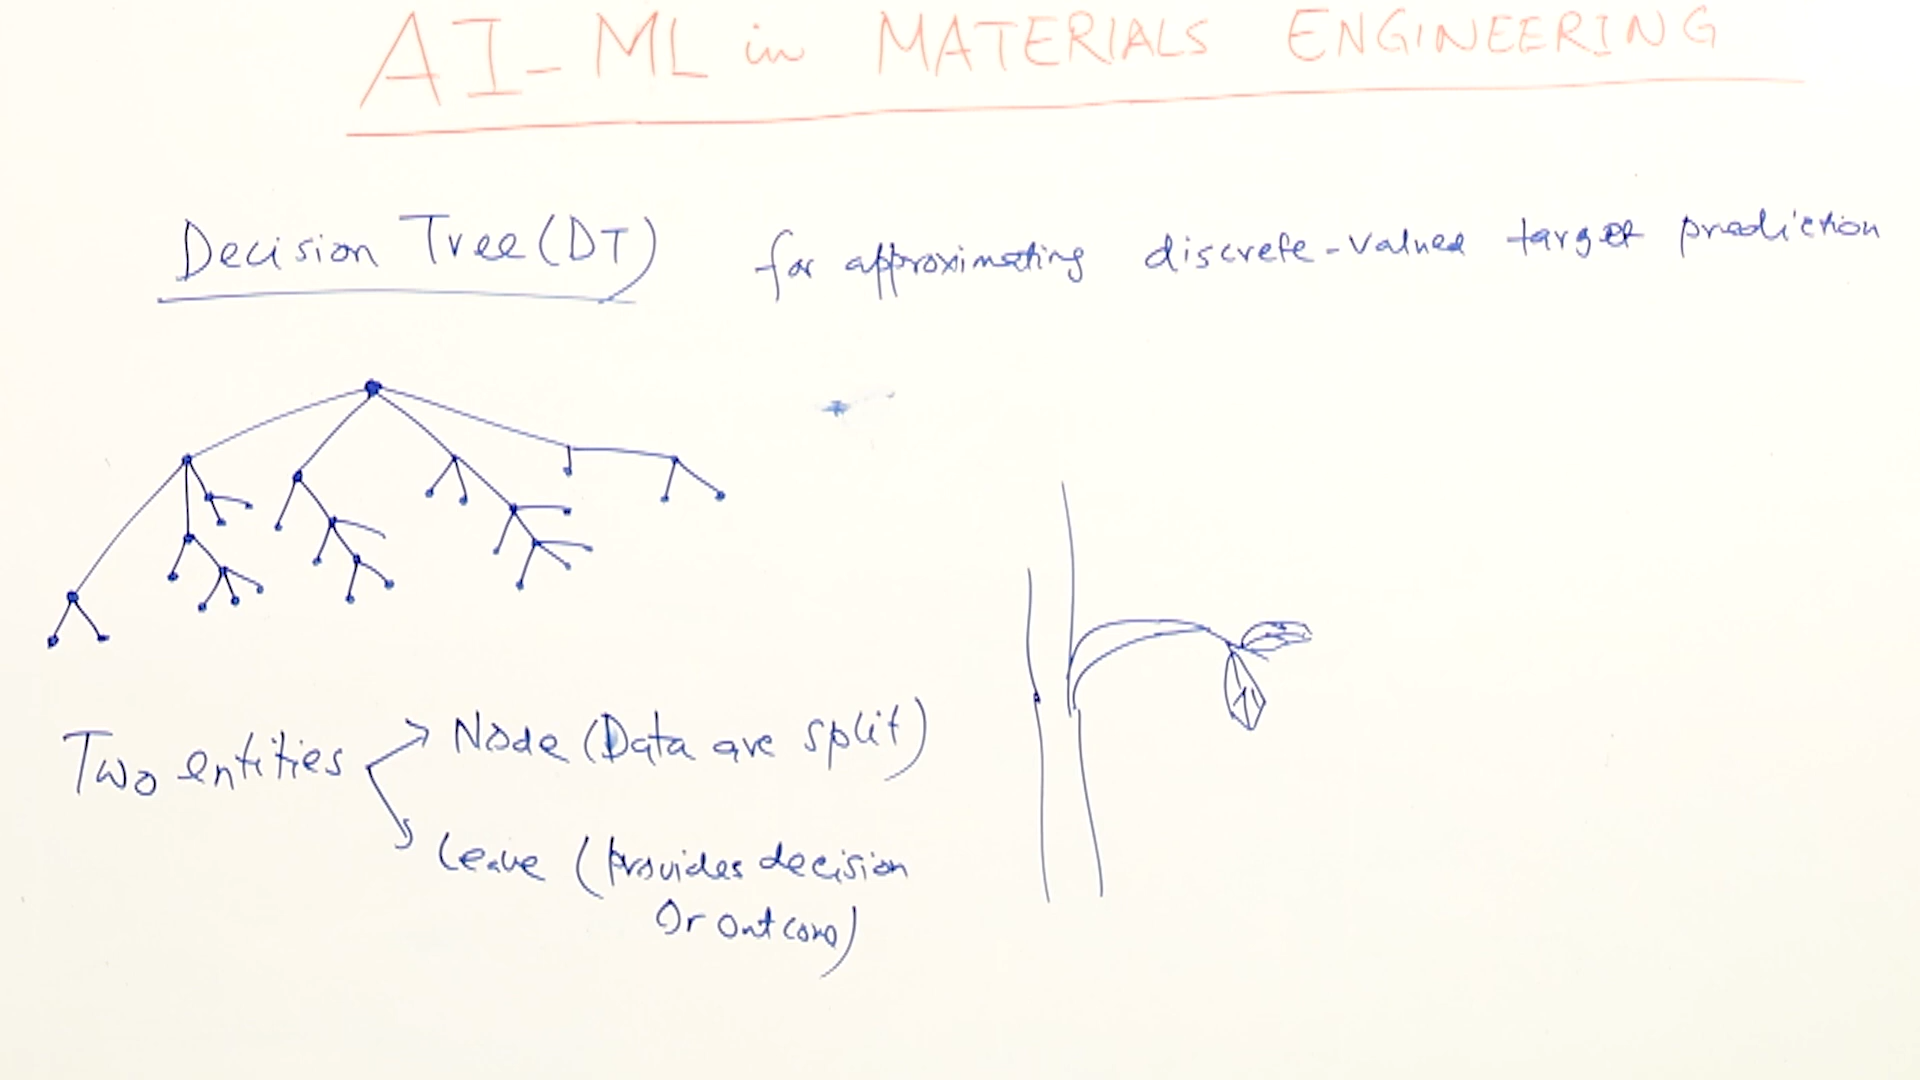 AI-ML in MATERIALS ENGINEERING
Decision Tree (DT) for approximating discrete-valued target prediction
Two entities
Node (Data are split)
Leave (provides decision
Or Outcome)